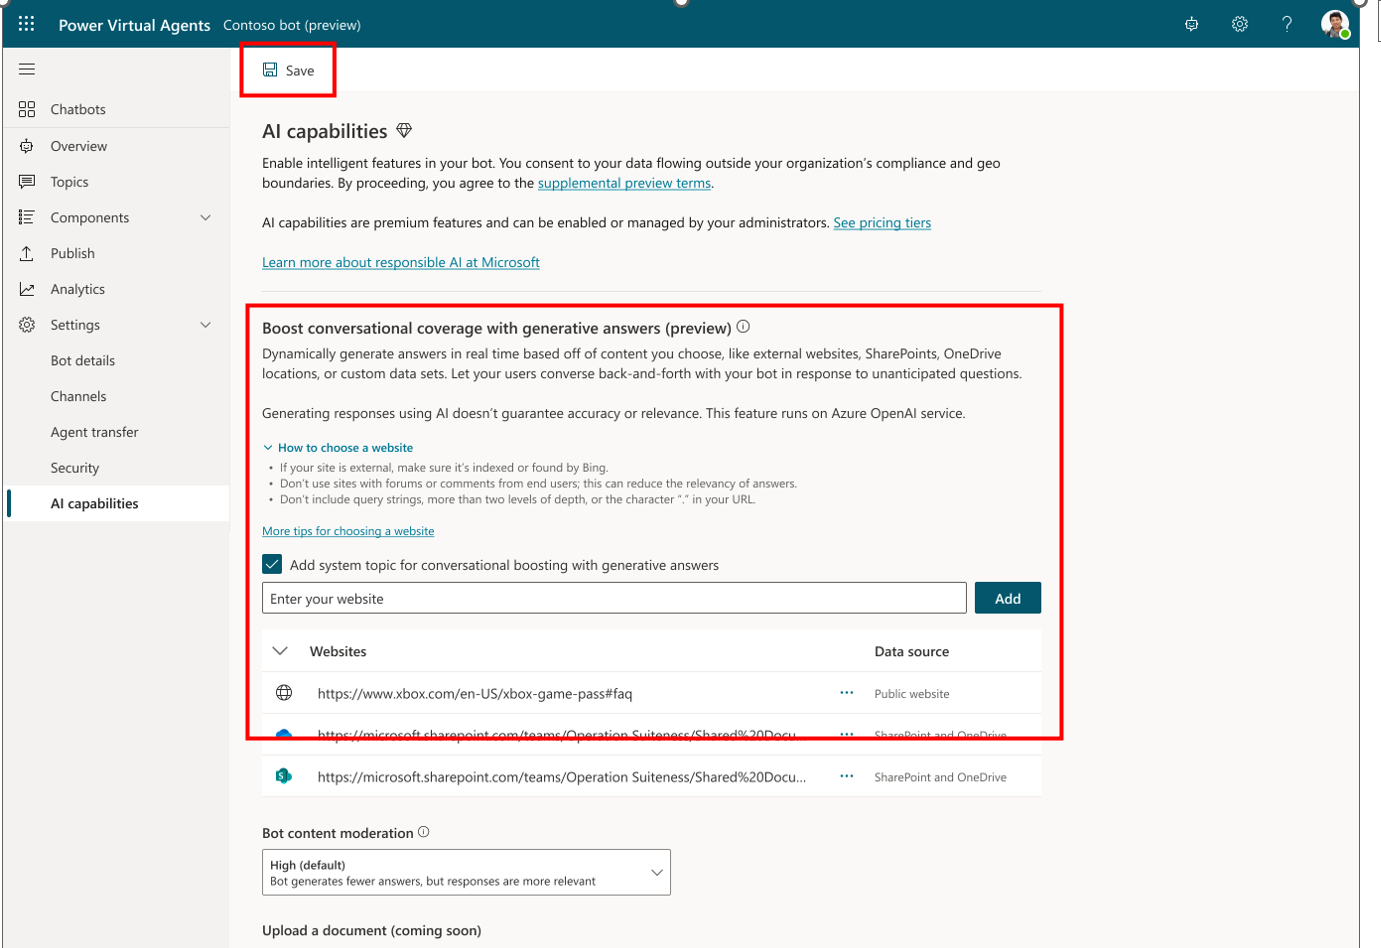 Power Virtual Agents Contoso bot (preview)
Save
Chatbots
Overview
Topics
Components
Publish
Analytics
Settings
Bot details
Channels
Agent transfer
Security
AI capabilities
AI capabilities
Enable intelligent features in your bot. You consent to your data flowing outside your organization's compliance and geo
boundaries. By proceeding, you agree to the supplemental preview terms.
AI capabilities are premium features and can be enabled or managed by your administrators. See pricing tiers
Learn more about responsible AI at Microsoft
Boost conversational coverage with generative answers (preview)
Dynamically generate answers in real time based off of content you choose, like external websites, SharePoints, OneDrive
locations, or custom data sets. Let your users converse back-and-forth with your bot in response to unanticipated questions.
Generating responses using AI doesn't guarantee accuracy or relevance. This feature runs on Azure OpenAI service.
How to choose a website
• If your site is external, make sure it's indexed or found by Bing.
• Don't use sites with forums or comments from end users; this can reduce the relevancy of answers.
• Don't include query strings, more than two levels of depth, or the character "." in your URL.
More tips for choosing a website
Add system topic for conversational boosting with generative answers
Enter your website Add
Websites Data source
https://www.xbox.com/en-US/xbox-game-pass#faq ... Public website
https://microsoft.sharepoint.com/teams/Operation Suiteness/Shared%20Docu... ... SharePoint and OneDrive
https://microsoft.sharepoint.com/teams/Operation Suiteness/Shared%20Docu... ... SharePoint and OneDrive
Bot content moderation
High (default)
Bot generates fewer answers, but responses are more relevant
Upload a document (coming soon)